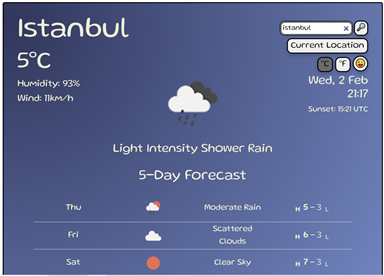 Istanbul
istanbul
5°C
Current Location
Humidity: 93%
°C °F
Wind: 11km/h
Wed, 2 Feb
21:17
Sunset: 15:21 UTC
Light Intensity Shower Rain
5-Day Forecast
Thu Moderate Rain H 5 - 3 L
Fri Scattered Clouds H 6 - 3 L
Sat Clear Sky H 7 - 3 L